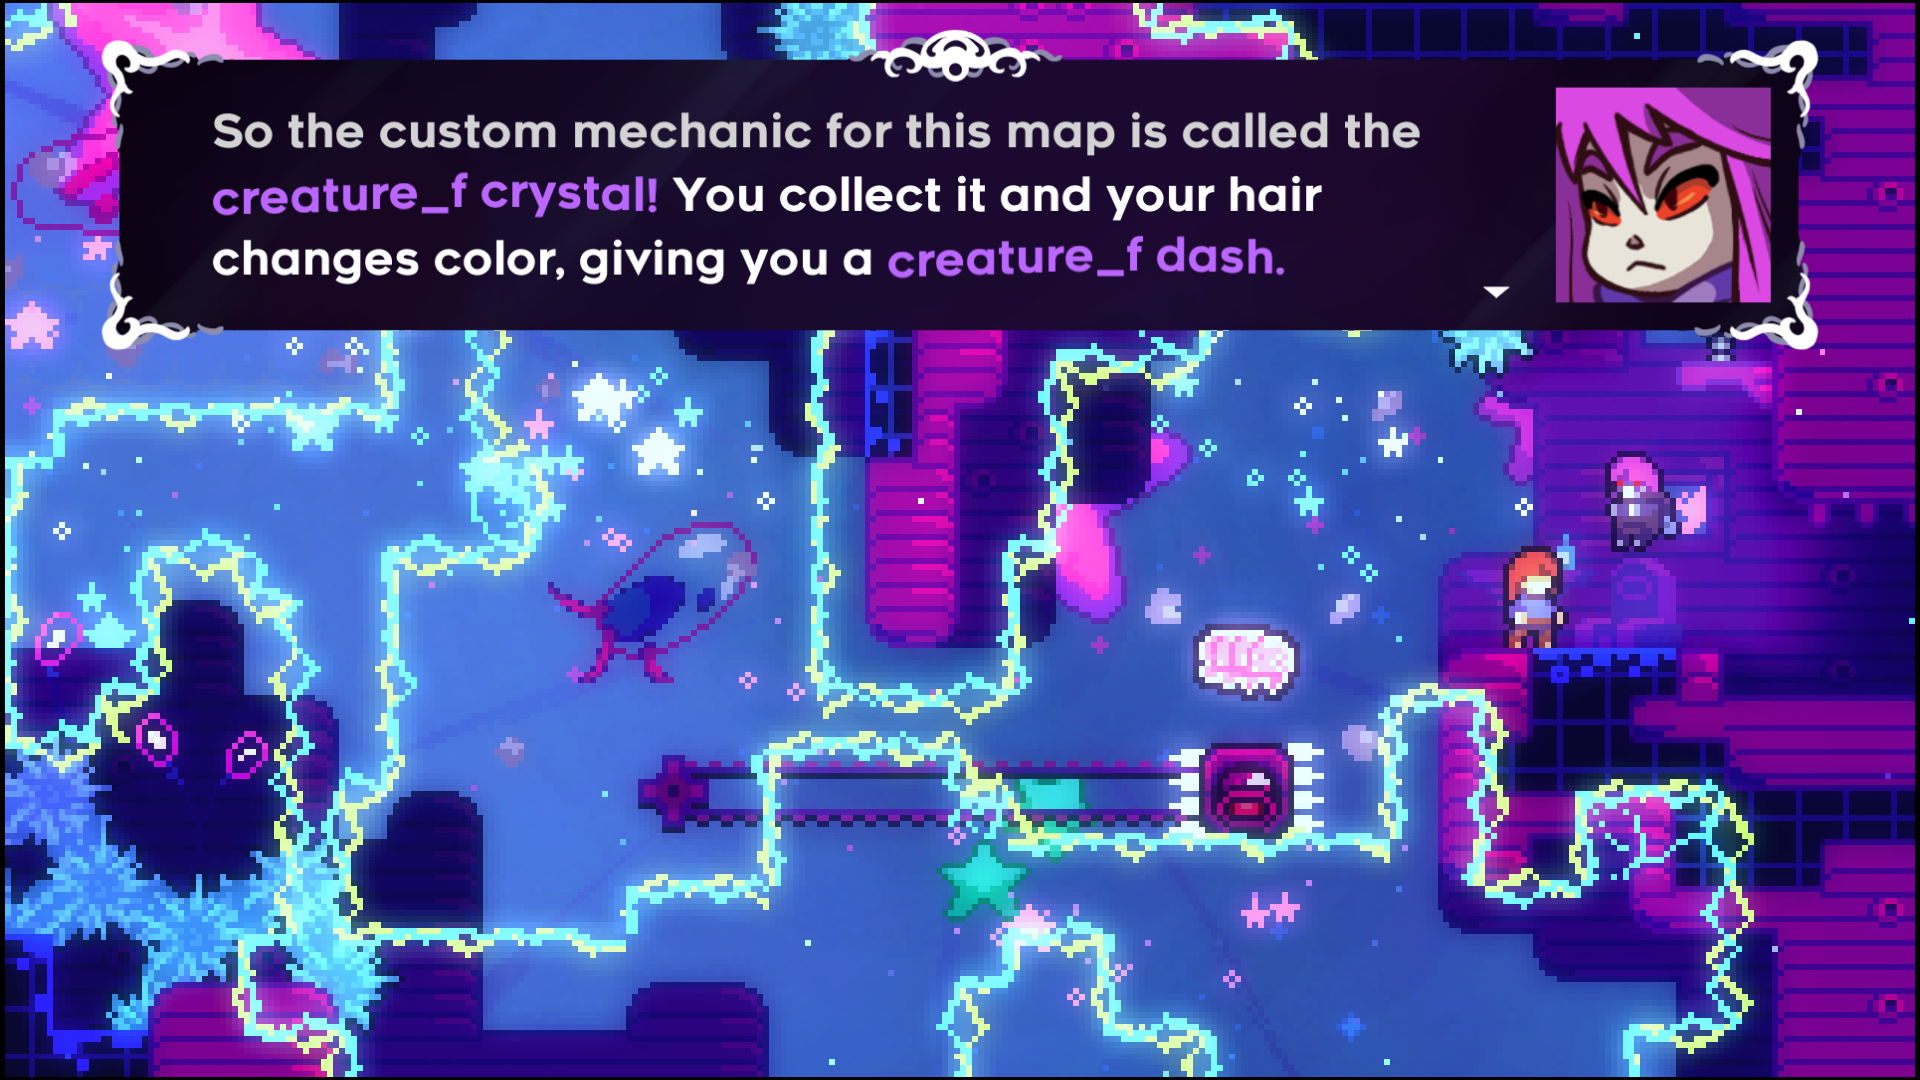 So the custom mechanic for this map is called the
creature_f crystal! You collect it and your hair
changes color, giving you a creature_f dash.